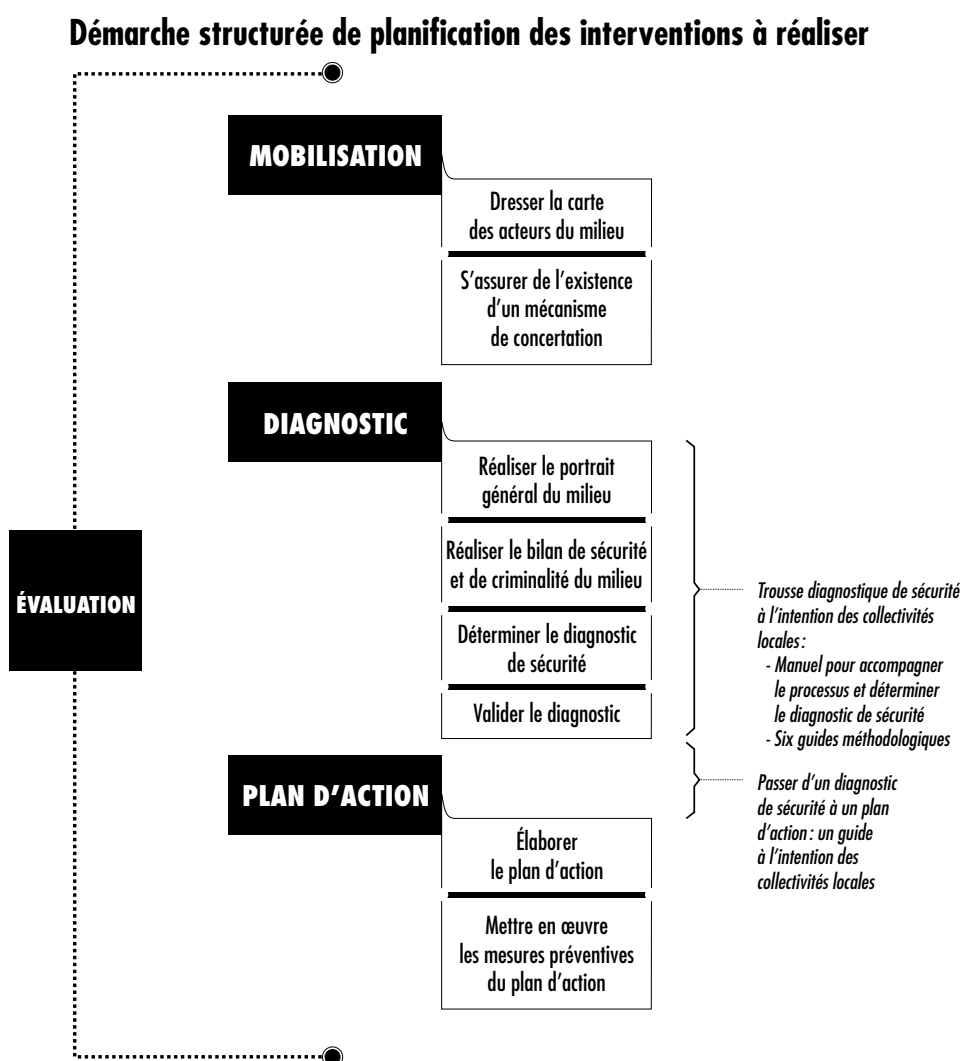 Démarche structurée de planification des interventions à réaliser
MOBILISATION
Dresser la carte
des acteurs du milieu
S'assurer de l'existence
d'un mécanisme
de concertation
DIAGNOSTIC
Réaliser le portrait
général du milieu
Réaliser le bilan de sécurité
et de criminalité du milieu
Déterminer le diagnostic
de sécurité
Valider le diagnostic
ÉVALUATION
Trousse diagnostique de sécurité
à l'intention des collectivités
locales :
- Manuel pour accompagner
le processus et déterminer
le diagnostic de sécurité
- Six guides méthodologiques
PLAN D'ACTION
Élaborer
le plan d'action
Mettre en œuvre
les mesures préventives
du plan d'action
Passer d'un diagnostic
de sécurité à un plan
d'action : un guide
à l'intention des
collectivités locales